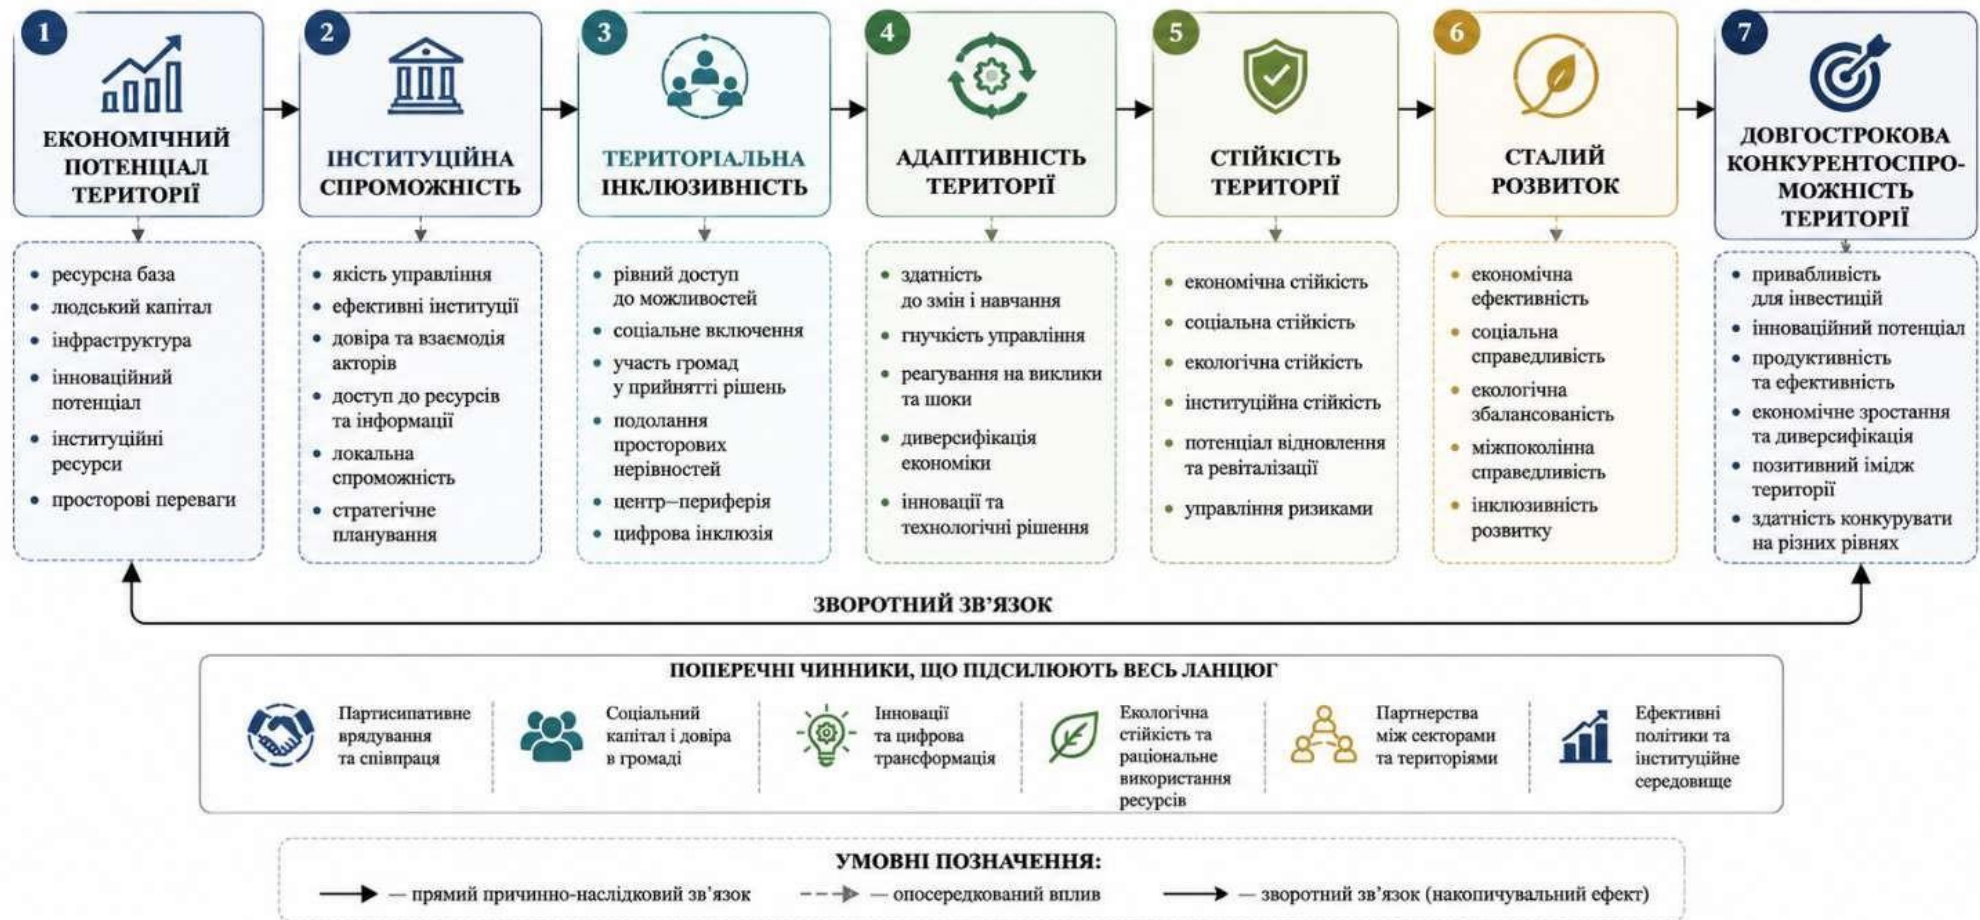 1
ЕКОНОМІЧНИЙ
ПОТЕНЦІАЛ
ТЕРИТОРІЇ
2
ІНСТИТУЦІЙНА
СПРОМОЖНІСТЬ
3
ТЕРИТОРІАЛЬНА
ІНКЛЮЗИВНІСТЬ
4
АДАПТИВНІСТЬ
ТЕРИТОРІЇ
5
СТІЙКІСТЬ
ТЕРИТОРІЇ
6
СТАЛИЙ
РОЗВИТОК
7
ДОВГОСТРОКОВА
КОНКУРЕНТОСПРО-
МОЖНІСТЬ
ТЕРИТОРІЇ
• ресурсна база
• людський капітал
• інфраструктура
• інноваційний
потенціал
• інституційні
ресурси
• просторові переваги
• якість управління
• ефективні інституції
• довіра та взаємодія
акторів
• доступ до ресурсів
та інформації
• локальна
спроможність
• стратегічне
планування
• рівний доступ
до можливостей
• соціальне включення
• участь громад
у прийнятті рішень
• подолання
просторових
нерівностей
• центр–периферія
• цифрова інклюзія
• здатність
до змін і навчання
• гнучкість управління
• реагування на виклики
та шоки
• диверсифікація
економіки
• інновації та
технологічні рішення
• економічна стійкість
• соціальна стійкість
• екологічна стійкість
• інституційна стійкість
• потенціал відновлення
та ревіталізації
• управління ризиками
• економічна
ефективність
• соціальна
справедливість
• екологічна
збалансованість
• міжпоколінна
справедливість
• інклюзивність
розвитку
• привабливість
для інвестицій
• інноваційний потенціал
• продуктивність
та ефективність
• економічне зростання
та диверсифікація
• позитивний імідж
території
• здатність конкурувати
на різних рівнях
ЗВОРОТНИЙ ЗВ’ЯЗОК
ПОПЕРЕЧНІ ЧИННИКИ, ЩО ПІДСИЛЮЮТЬ ВЕСЬ ЛАНЦЮГ
Партисипативне
врядування
та співпраця
Соціальний
капітал і довіра
в громаді
Інновації
та цифрова
трансформація
Екологічна
стійкість та
раціональне
використання
ресурсів
Партнерства
між секторами
та територіями
Ефективні
політики та
інституційне
середовище
УМОВНІ ПОЗНАЧЕННЯ:
— прямий причинно-наслідковий зв’язок
— опосередкований вплив
— зворотний зв’язок (накопичувальний ефект)